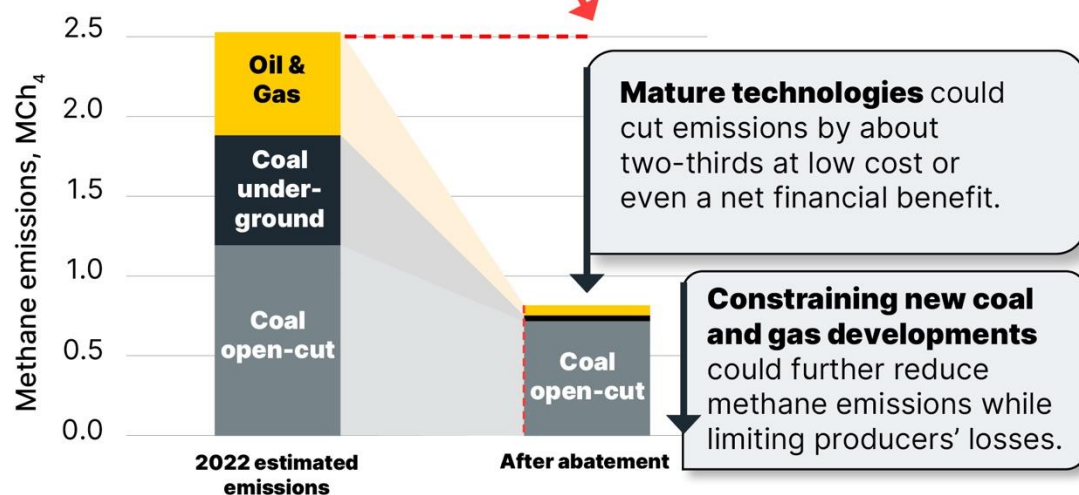 Methane emissions, MCh₄
2.5
2.0
1.5
1.0
0.5
0.0
Oil &
Gas
Coal
under-
ground
Coal
open-cut
2022 estimated
emissions
Coal
open-cut
After abatement
Mature technologies could
cut emissions by about
two-thirds at low cost or
even a net financial benefit.
Constraining new coal
and gas developments
could further reduce
methane emissions while
limiting producers’ losses.